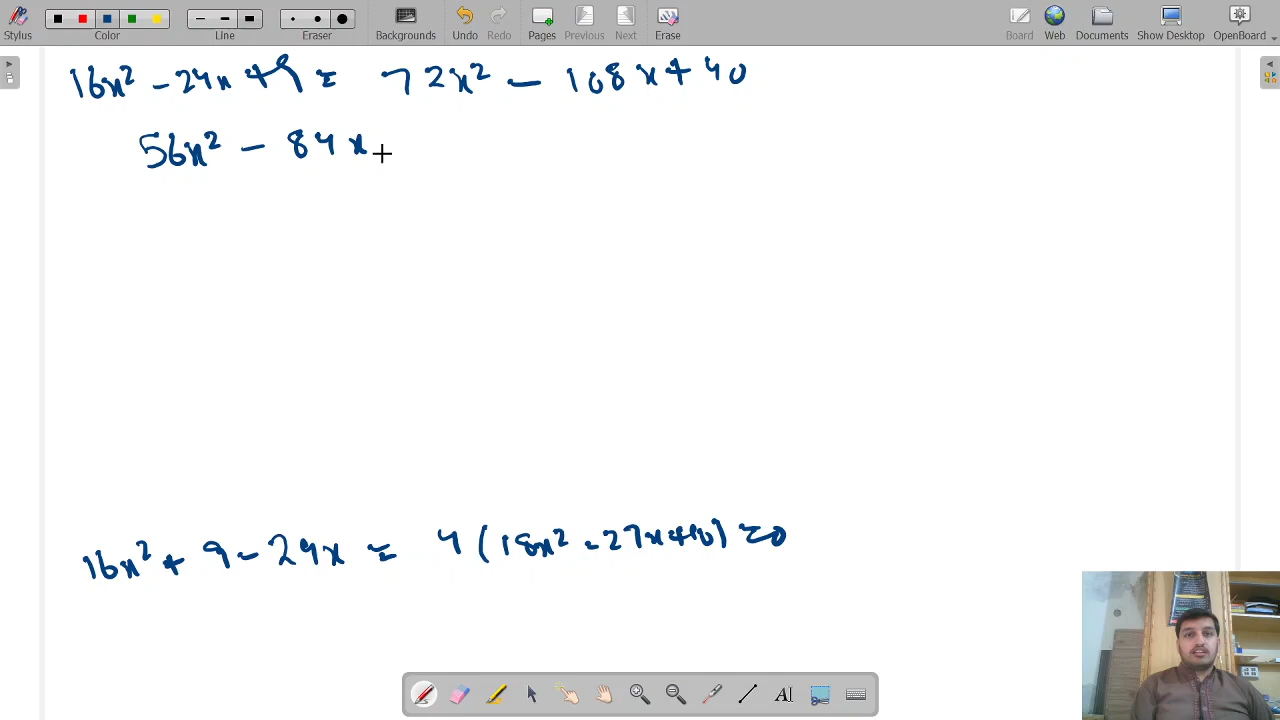 Stylus Color Line Eraser Backgrounds Undo Redo Pages Previous Next Erase Board Web Documents Show Desktop OpenBoard
16x² - 24x + 9 = 72x² - 108x + 40
56x² - 84x
16x² + 9 - 24x = 4(18x² - 27x + 10) = 0